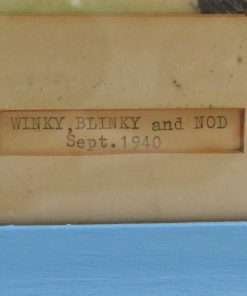 WINKY, BLINKY and NOD
Sept. 1940